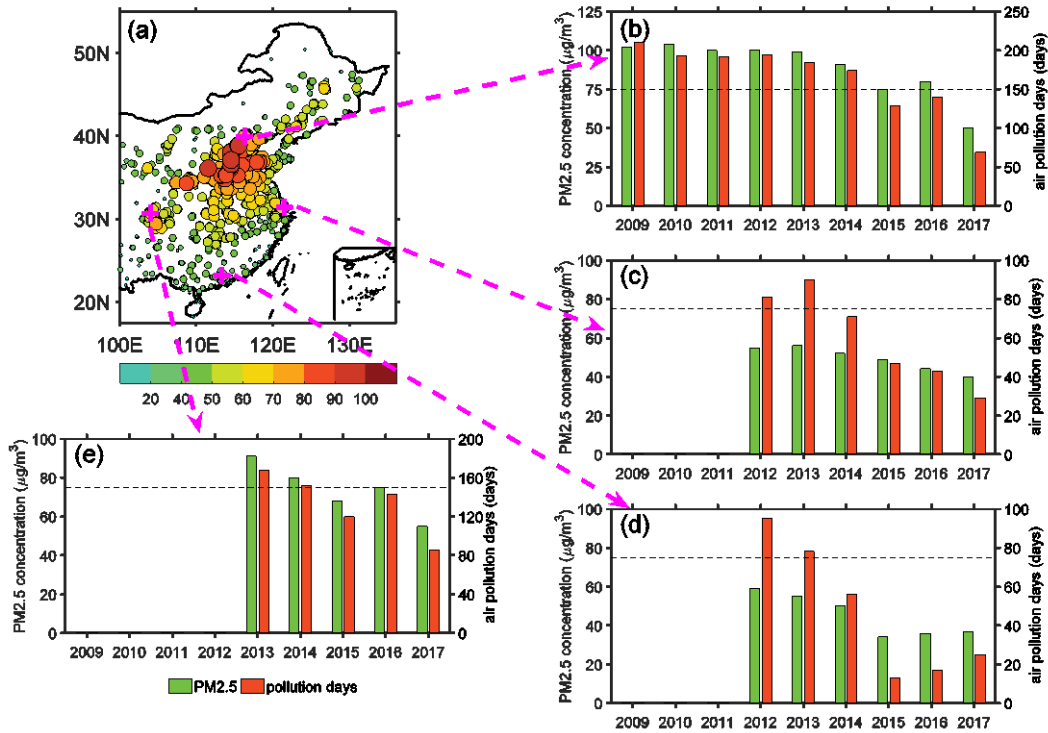 (a)
50N
40N
30N
20N
100E 110E 120E 130E
20 40 50 60 70 80 90 100
(b)
PM2.5 concentration (μg/m³)
125
100
75
50
25
0
air pollution days (days)
250
200
150
100
50
0
2009 2010 2011 2012 2013 2014 2015 2016 2017
(c)
PM2.5 concentration (μg/m³)
100
80
60
40
20
0
air pollution days (days)
100
80
60
40
20
0
2009 2010 2011 2012 2013 2014 2015 2016 2017
(d)
PM2.5 concentration (μg/m³)
100
80
60
40
20
0
air pollution days (days)
100
80
60
40
20
0
2009 2010 2011 2012 2013 2014 2015 2016 2017
(e)
PM2.5 concentration (μg/m³)
100
80
60
40
20
0
air pollution days (days)
200
160
120
80
40
0
2009 2010 2011 2012 2013 2014 2015 2016 2017
PM2.5 pollution days